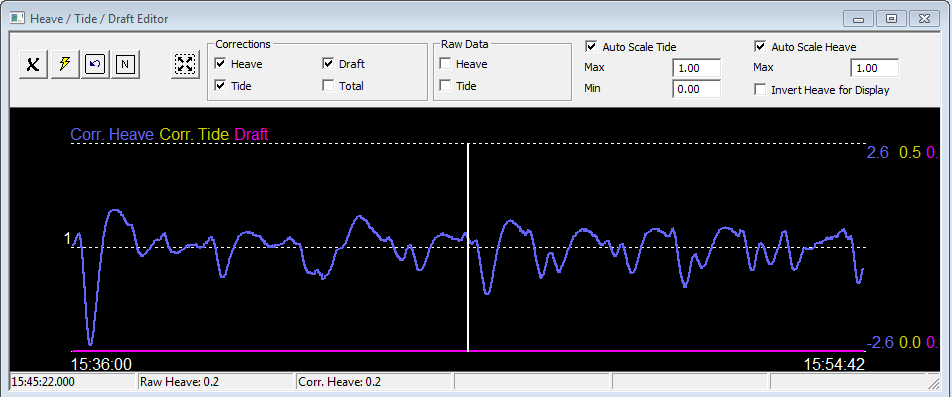 Heave / Tide / Draft Editor
Corrections
Heave
Draft
Tide
Total
Raw Data
Heave
Tide
Auto Scale Tide
Max 1.00
Min 0.00
Auto Scale Heave
Max 1.00
Invert Heave for Display
N
Corr. Heave Corr. Tide Draft
2.6 0.5 0.
1
-2.6 0.0 0.
15:36:00
15:54:42
15:45:22.000
Raw Heave: 0.2
Corr. Heave: 0.2